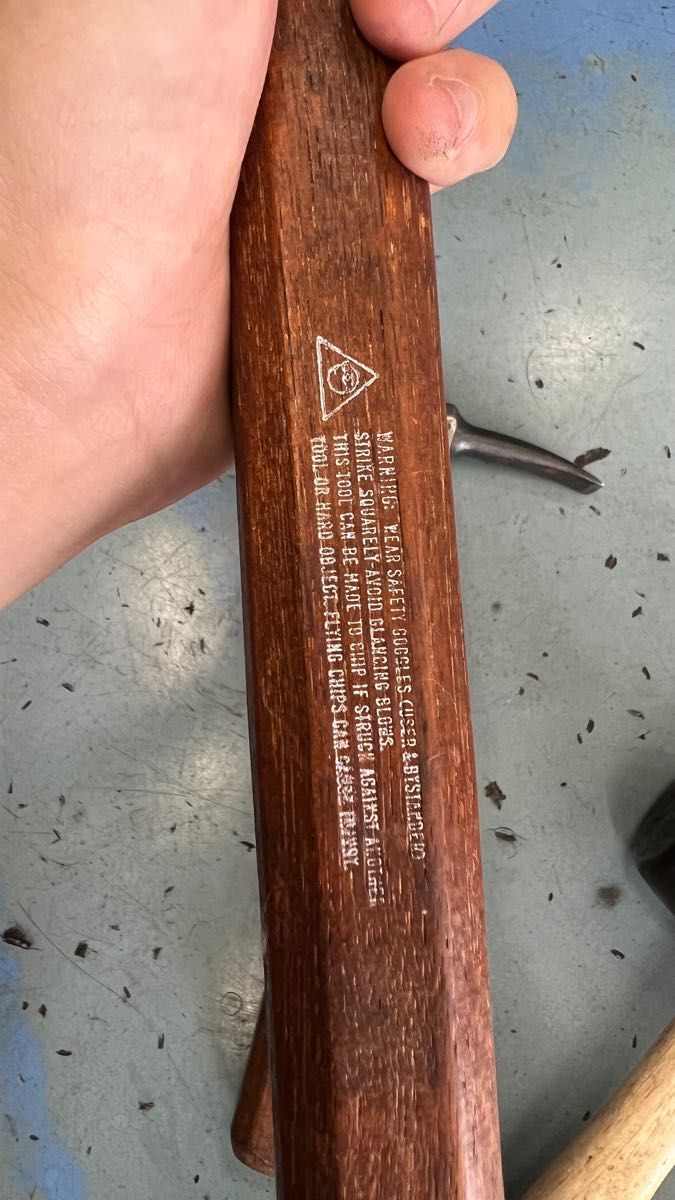 WARNING: WEAR SAFETY GOGGLES (USER & BYSTANDER)
STRIKE SQUARELY-AVOID GLANCING BLOWS.
THIS TOOL CAN BE MADE TO CHIP IF STRUCK AGAINST ANOTHER
TOOL OR HARD OBJECT. FLYING CHIPS CAN CAUSE INJURY.